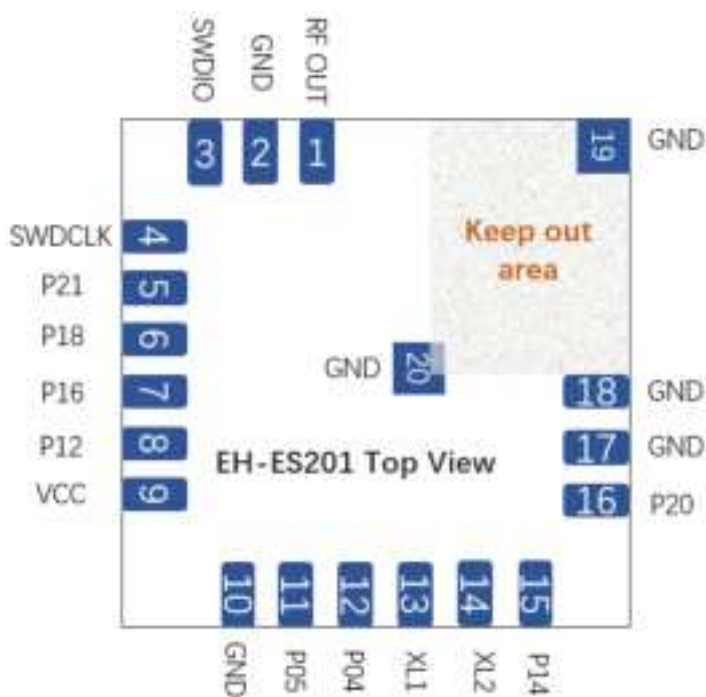 SWDIO
GND
RF OUT
3
2
1
19
GND
SWDCLK
4
P21
5
P18
6
P16
7
P12
8
VCC
9
Keep out
area
GND
20
18
GND
17
GND
16
P20
EH-ES201 Top View
10
11
12
13
14
15
GND
P05
P04
XL1
XL2
P14